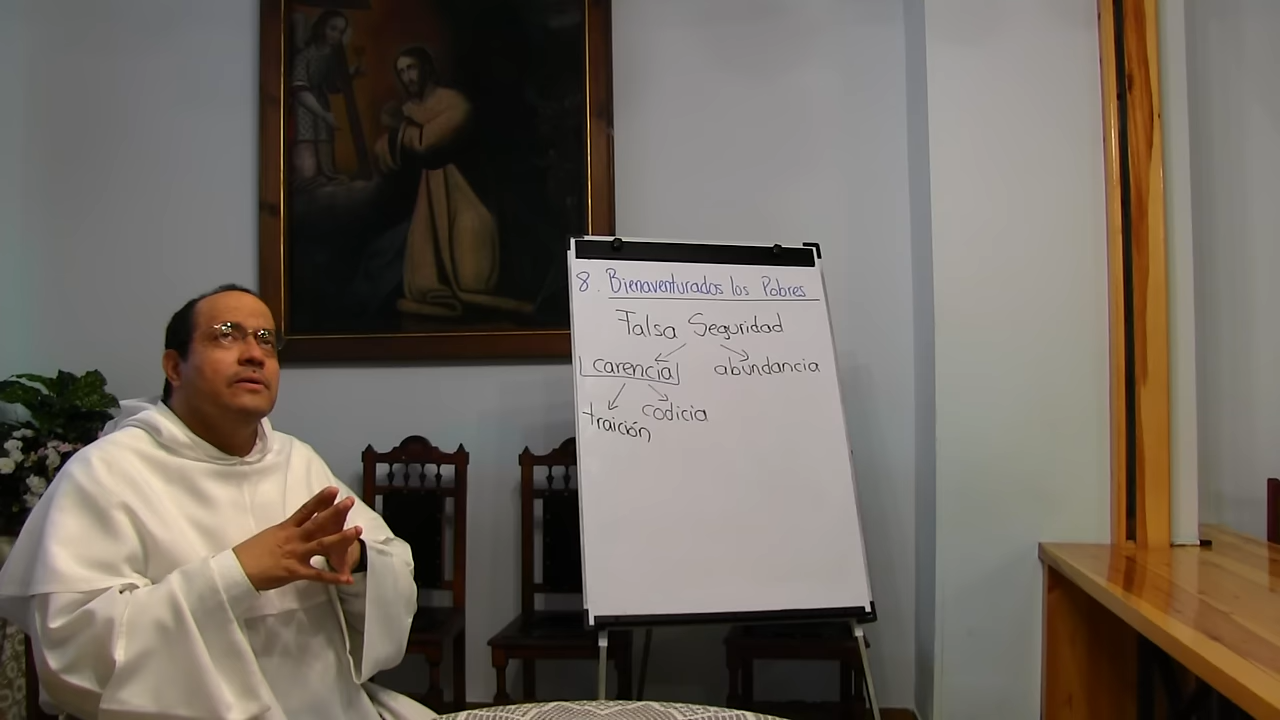 8. Bienaventurados los Pobres
Falsa Seguridad
carencia abundancia
traición codicia